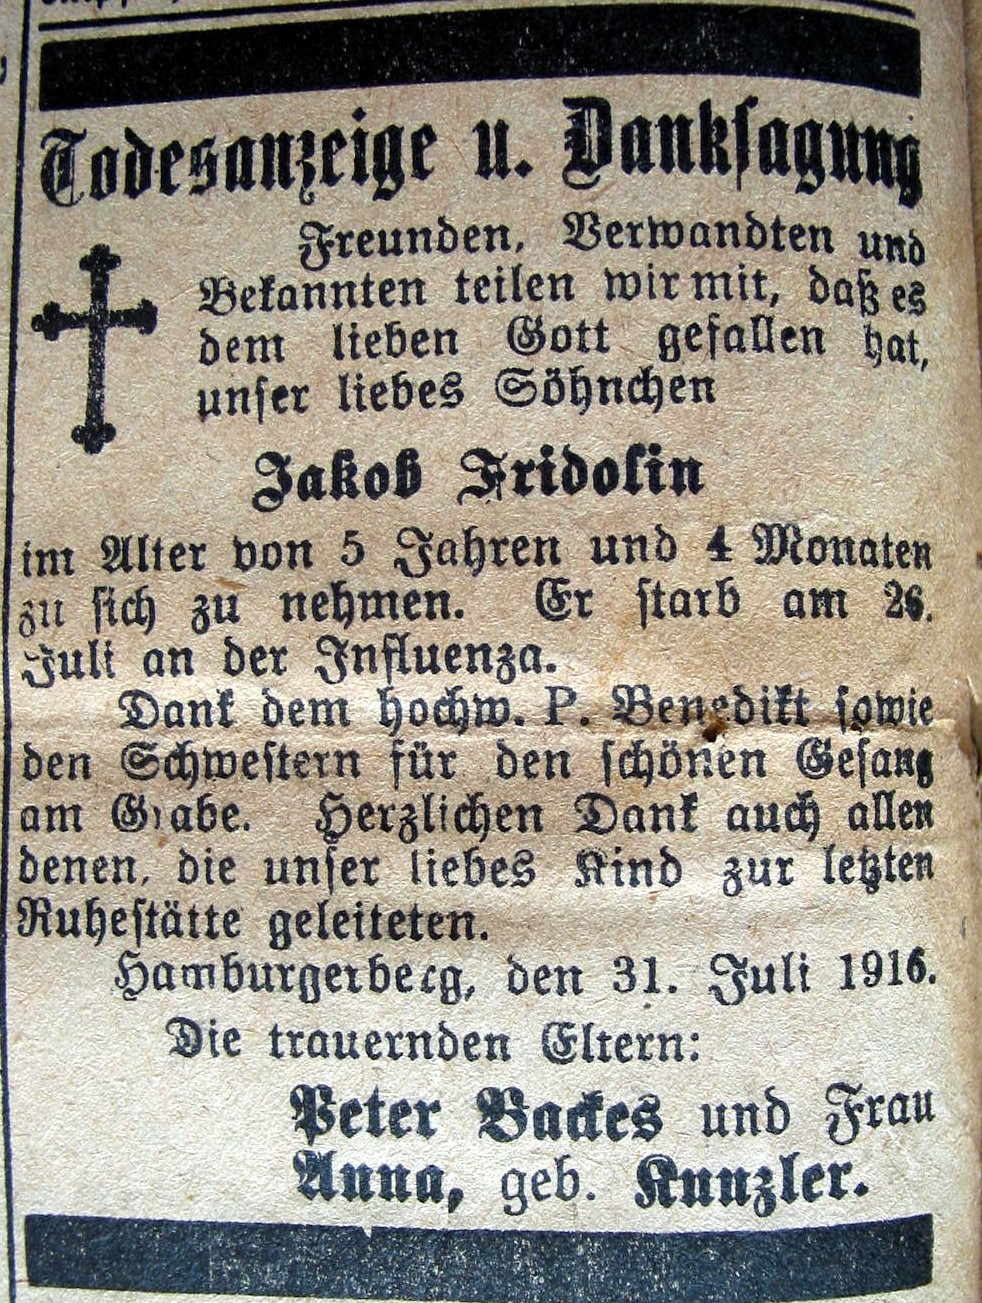 Todesanzeige u. Danksagung
Freunden, Verwandten und
Bekannten teilen wir mit, daß es
dem lieben Gott gefallen hat,
unser liebes Söhnchen
Jakob Fridolin
im Alter von 5 Jahren und 4 Monaten
zu sich zu nehmen. Er starb am 26.
Juli an der Influenza.
Dank dem hochw. P. Benedikt sowie
den Schwestern für den schönen Gesang
am Grabe. Herzlichen Dank auch allen
denen, die unser liebes Kind zur letzten
Ruhestätte geleiteten.
Hamburgerberg, den 31. Juli 1916.
Die trauernden Eltern:
Peter Backes und Frau
Anna, geb. Kunzler.